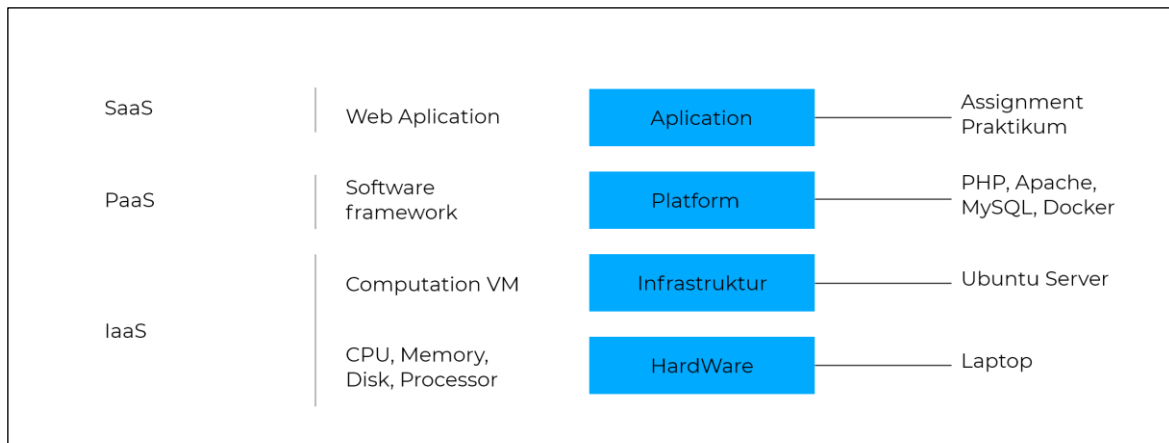 SaaS
Web Aplication
Aplication
Assignment
Praktikum
PaaS
Software
framework
Platform
PHP, Apache,
MySQL, Docker
IaaS
Computation VM
Infrastruktur
Ubuntu Server
CPU, Memory,
Disk, Processor
HardWare
Laptop